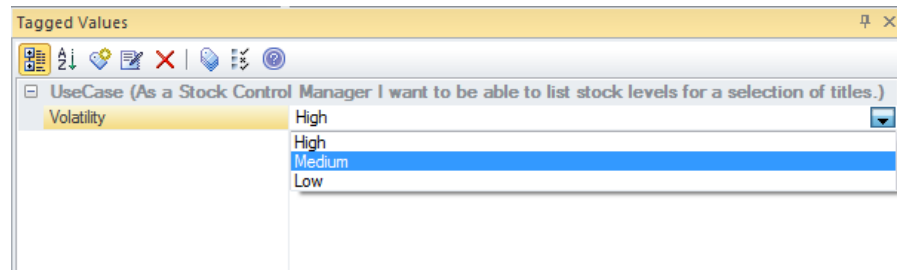 Tagged Values
UseCase (As a Stock Control Manager I want to be able to list stock levels for a selection of titles.)
Volatility High
High
Medium
Low